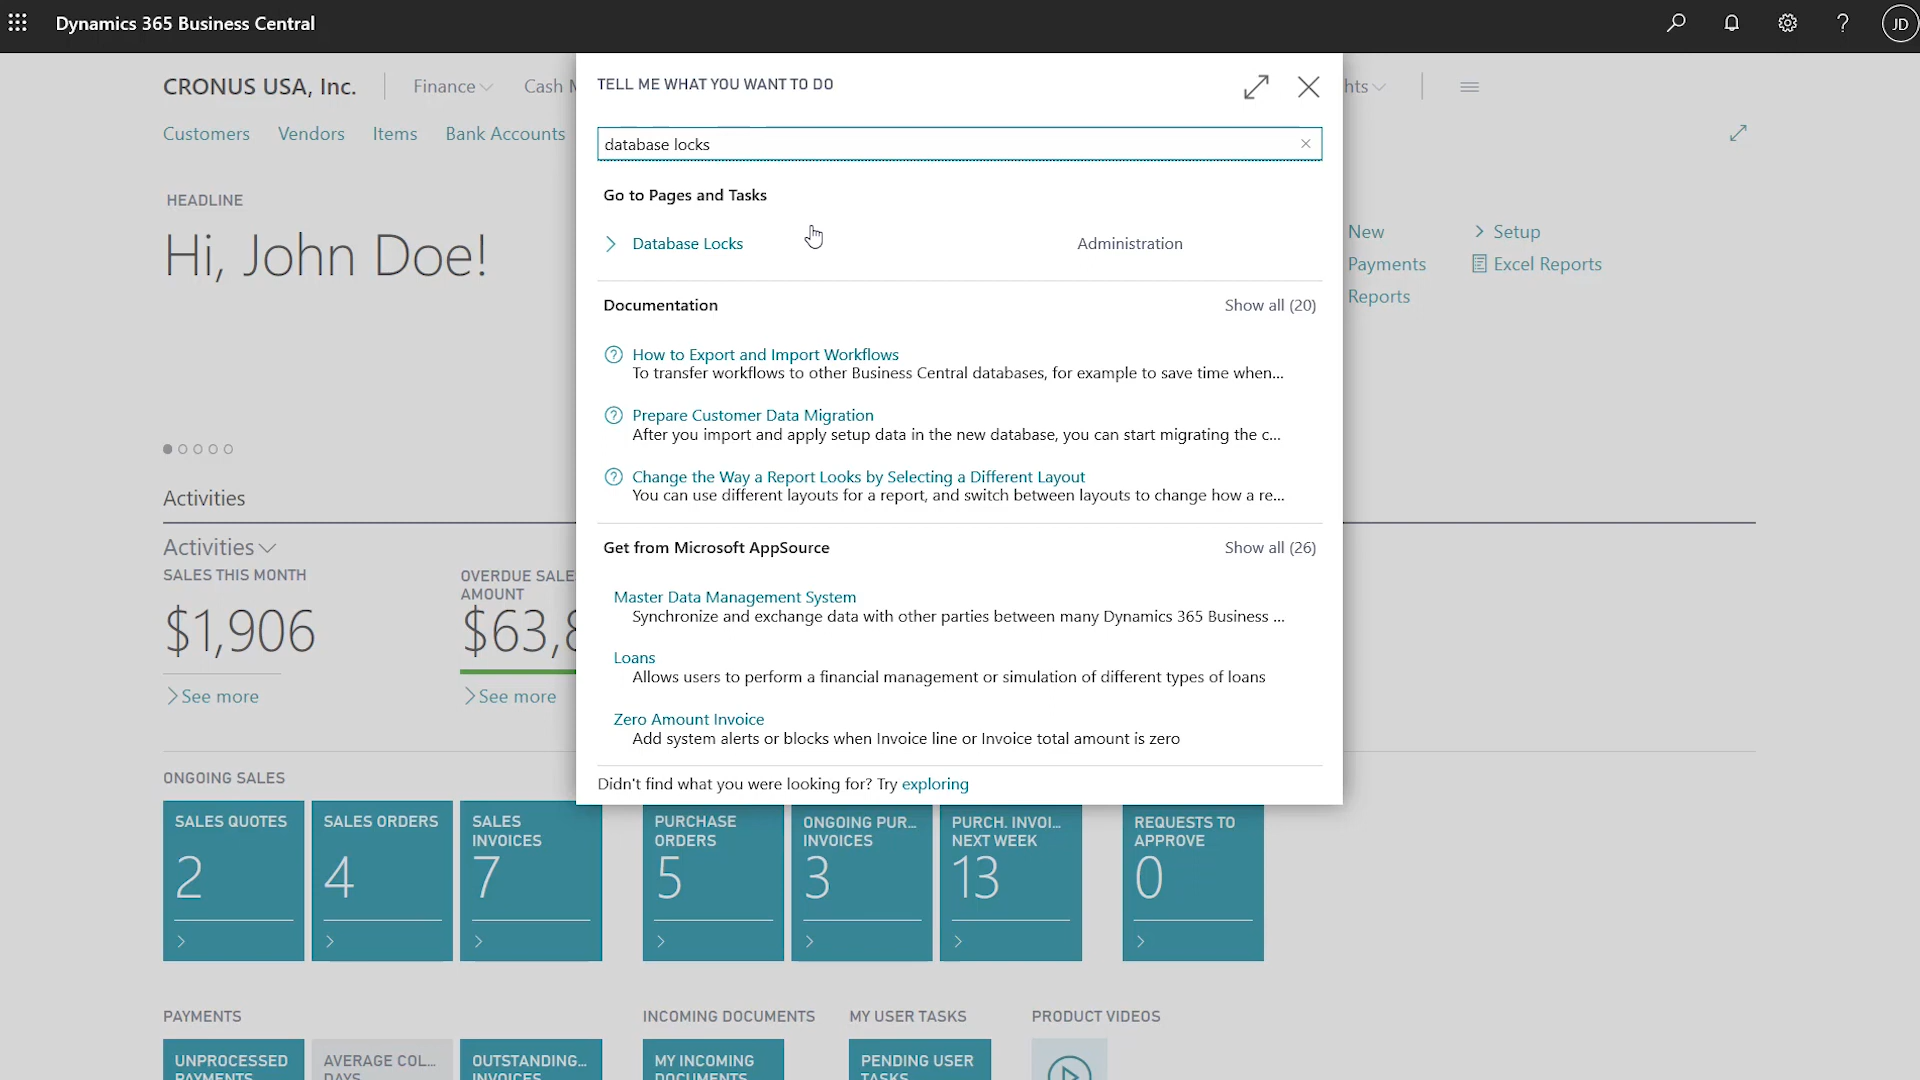 Dynamics 365 Business Central
JD
CRONUS USA, Inc.
Finance
Cash M
hts
Customers
Vendors
Items
Bank Accounts
TELL ME WHAT YOU WANT TO DO
database locks
Go to Pages and Tasks
Database Locks
Administration
Documentation
Show all (20)
How to Export and Import Workflows
To transfer workflows to other Business Central databases, for example to save time when...
Prepare Customer Data Migration
After you import and apply setup data in the new database, you can start migrating the c...
Change the Way a Report Looks by Selecting a Different Layout
You can use different layouts for a report, and switch between layouts to change how a re...
Get from Microsoft AppSource
Show all (26)
Master Data Management System
Synchronize and exchange data with other parties between many Dynamics 365 Business ...
Loans
Allows users to perform a financial management or simulation of different types of loans
Zero Amount Invoice
Add system alerts or blocks when Invoice line or Invoice total amount is zero
Didn't find what you were looking for? Try exploring
HEADLINE
Hi, John Doe!
New
Payments
Reports
Setup
Excel Reports
Activities
Activities
SALES THIS MONTH
$1,906
See more
OVERDUE SALE
AMOUNT
$63,8
See more
ONGOING SALES
SALES QUOTES
2
SALES ORDERS
4
SALES
INVOICES
7
PURCHASE
ORDERS
5
ONGOING PUR...
INVOICES
3
PURCH. INVOI...
NEXT WEEK
13
REQUESTS TO
APPROVE
0
PAYMENTS
INCOMING DOCUMENTS
MY USER TASKS
PRODUCT VIDEOS
UNPROCESSED
PAYMENTS
AVERAGE COL...
DAYS
OUTSTANDING...
INVOICES
MY INCOMING
DOCUMENTS
PENDING USER
TASKS